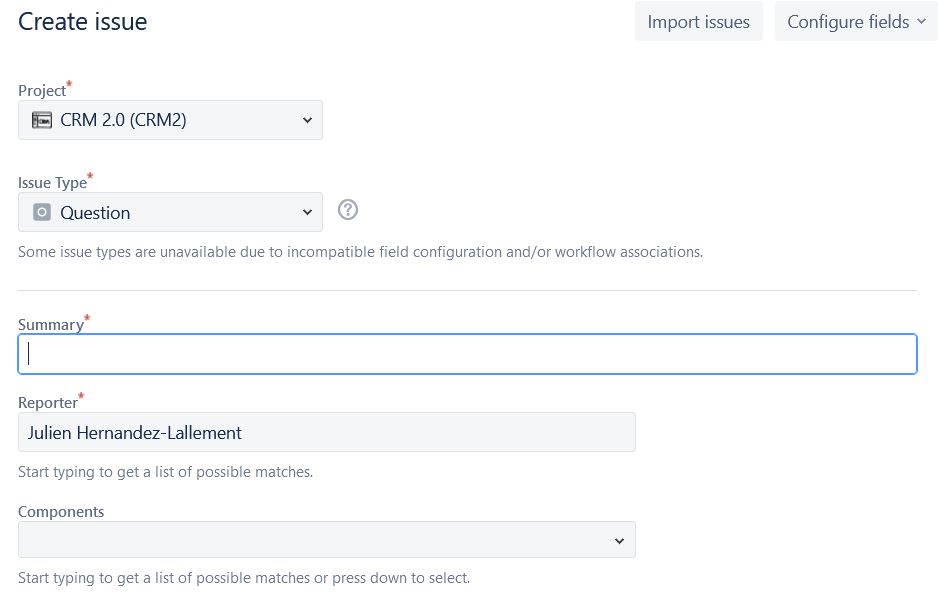 Create issue
Import issues
Configure fields
Project*
CRM 2.0 (CRM2)
Issue Type*
Question
Some issue types are unavailable due to incompatible field configuration and/or workflow associations.
Summary*
Reporter*
Julien Hernandez-Lallement
Start typing to get a list of possible matches.
Components
Start typing to get a list of possible matches or press down to select.